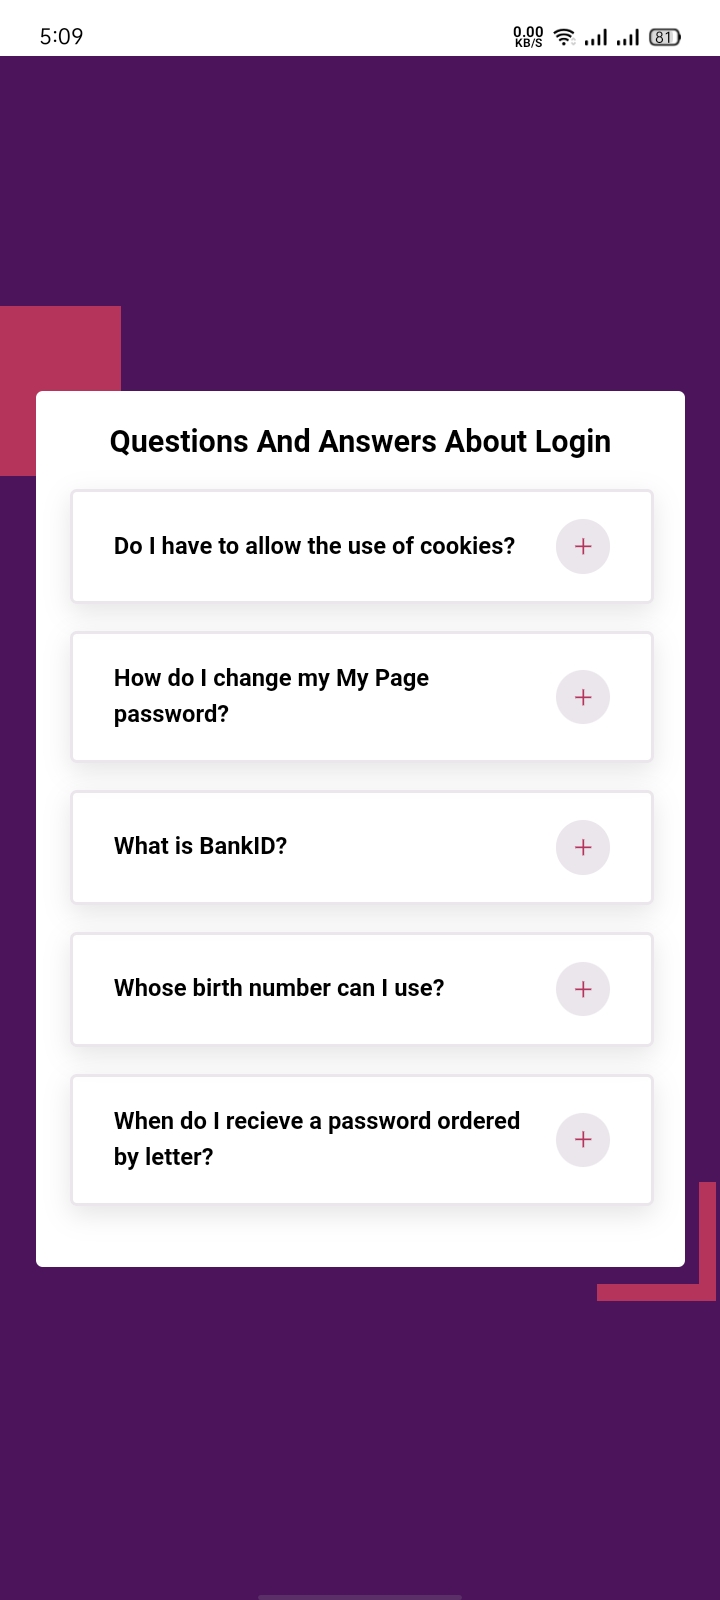 5:09
0.00
KB/S
81
Questions And Answers About Login
Do I have to allow the use of cookies?
How do I change my My Page
password?
What is BankID?
Whose birth number can I use?
When do I recieve a password ordered
by letter?